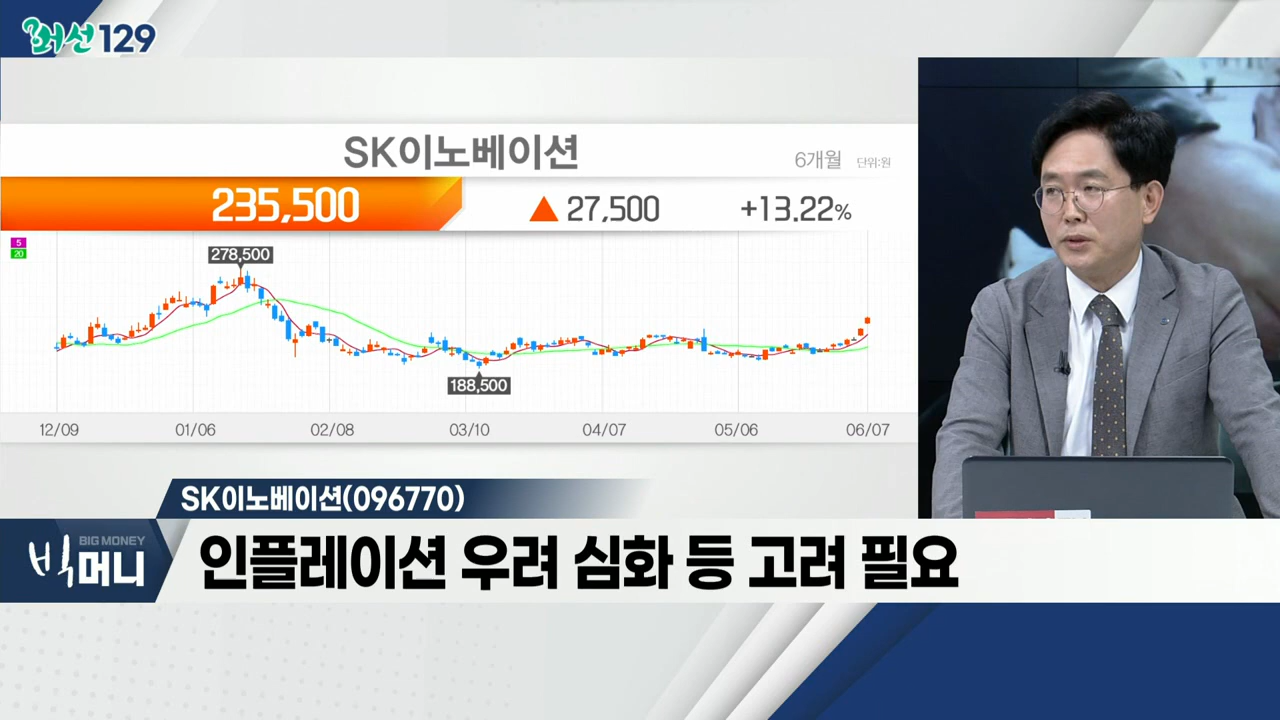 머선129
SK이노베이션
6개월 단위:원
235,500 ▲ 27,500 +13.22%
5
20
278,500
188,500
12/09 01/06 02/08 03/10 04/07 05/06 06/07
SK이노베이션(096770)
BIG MONEY
빅머니
인플레이션 우려 심화 등 고려 필요